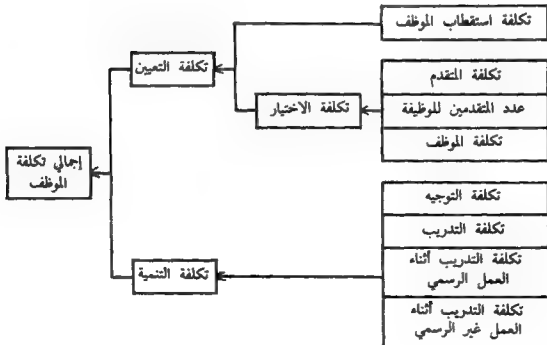 تكلفة استقطاب الموظف
تكلفة التعيين
تكلفة المتقدم
تكلفة الاختيار
عدد المتقدمين للوظيفة
تكلفة الموظف
إجمالي تكلفة
الموظف
تكلفة التوجيه
تكلفة التدريب
تكلفة التنمية
تكلفة التدريب أثناء
العمل الرسمي
تكلفة التدريب أثناء
العمل غير الرسمي